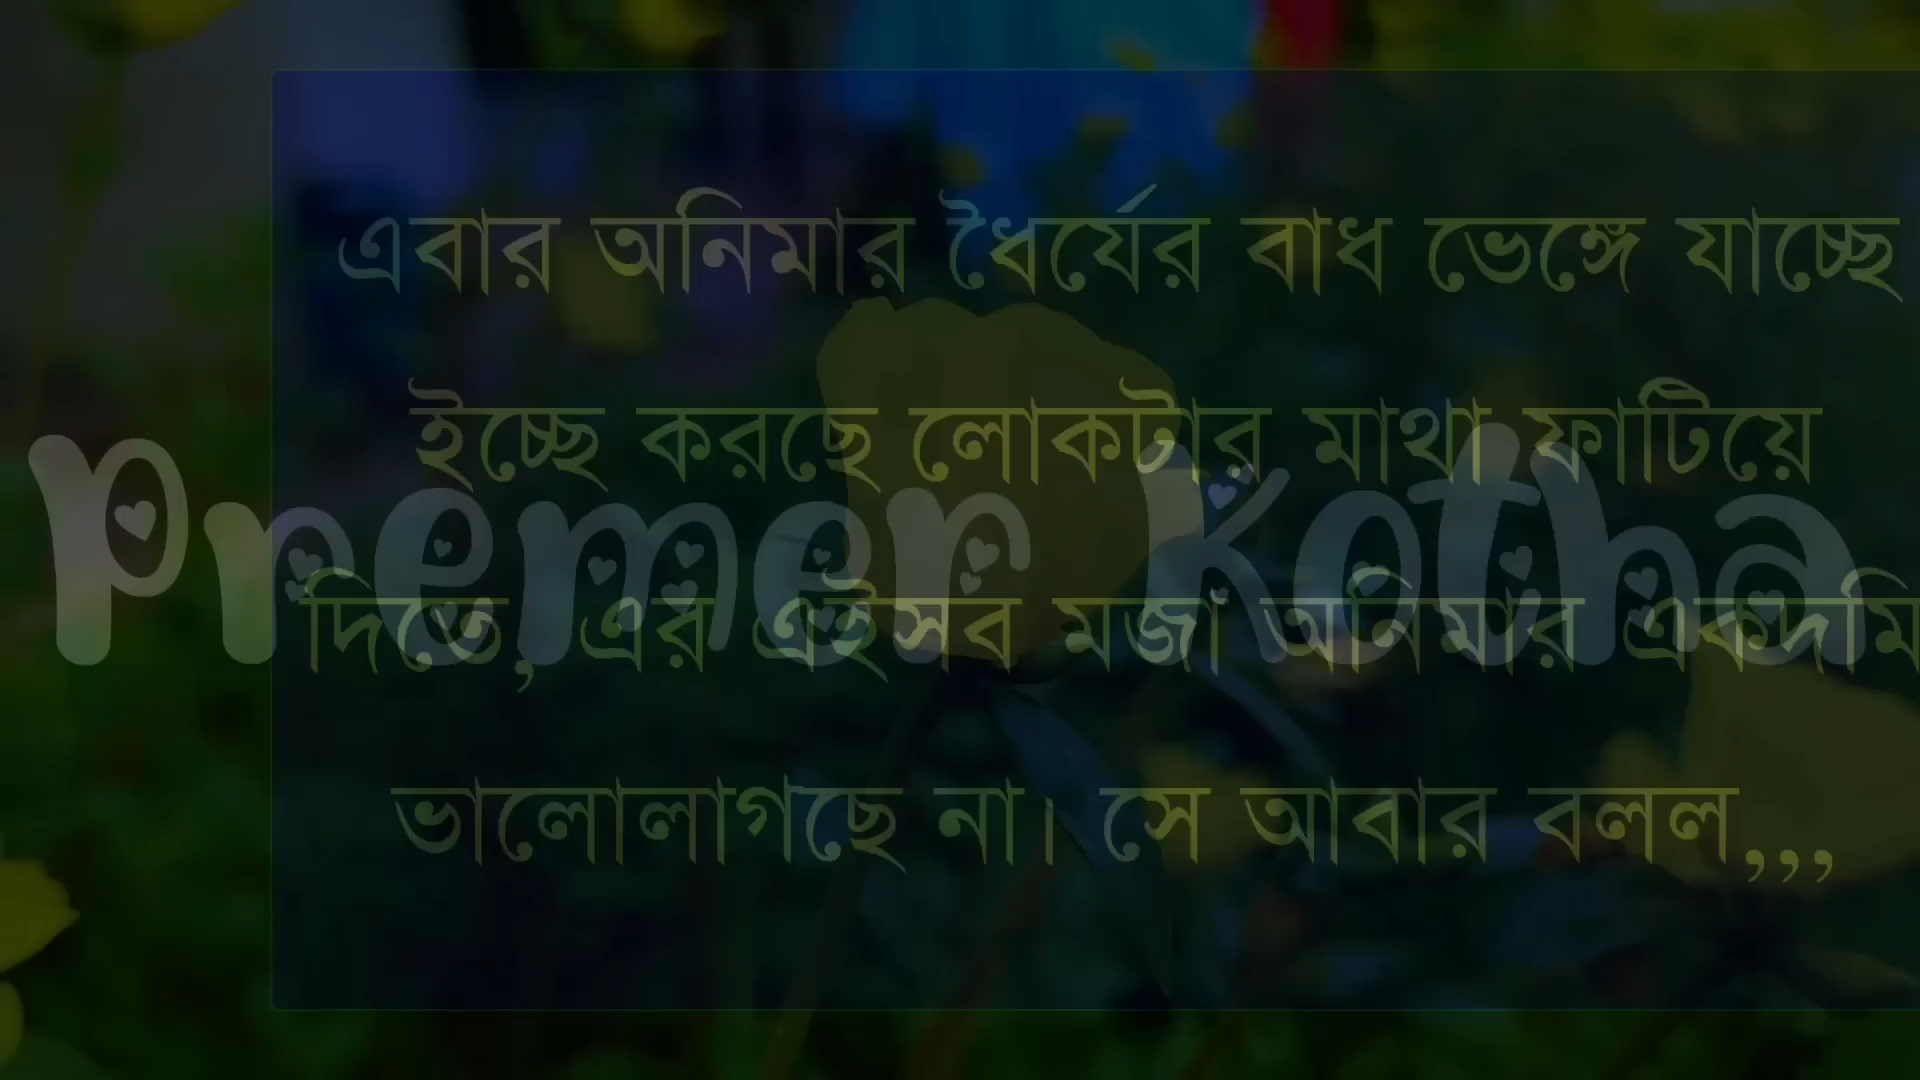 এবার অনিমার ধৈর্যের বাধ ভেঙ্গে যাচ্ছে
ইচ্ছে করছে লোকটার মাথা ফাটিয়ে
দিতে, এর এইসব মজা অনিমার একদমি
ভালোলাগছে না। সে আবার বলল,,,
Premer Kotha